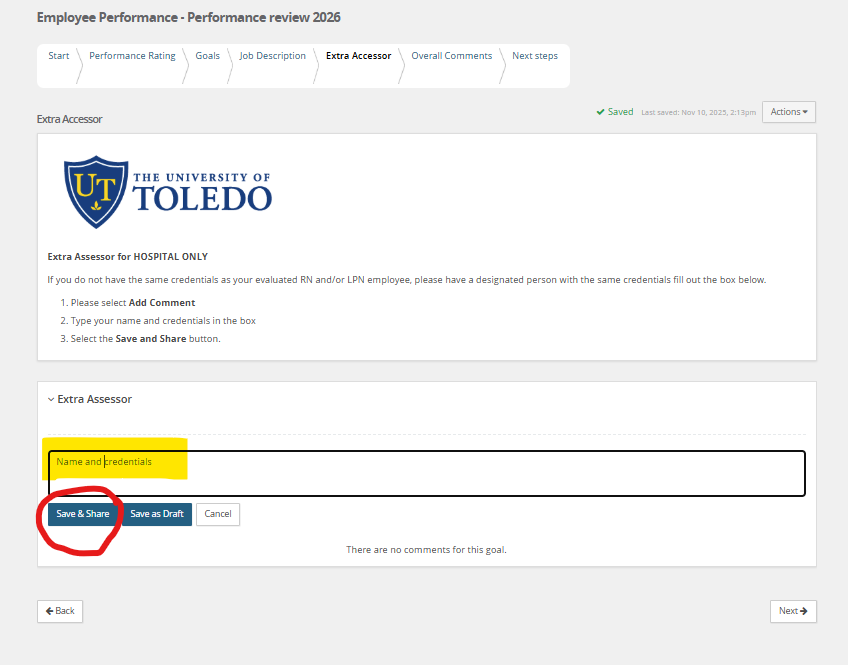 Employee Performance - Performance review 2026
Start
Performance Rating
Goals
Job Description
Extra Accessor
Overall Comments
Next steps
Extra Accessor
Saved
Last saved: Nov 10, 2025, 2:13pm
Actions
UT
THE UNIVERSITY OF
TOLEDO
Extra Assessor for HOSPITAL ONLY
If you do not have the same credentials as your evaluated RN and/or LPN employee, please have a designated person with the same credentials fill out the box below.
1. Please select Add Comment
2. Type your name and credentials in the box
3. Select the Save and Share button.
Extra Assessor
Name and credentials
Save & Share
Save as Draft
Cancel
There are no comments for this goal.
Back
Next